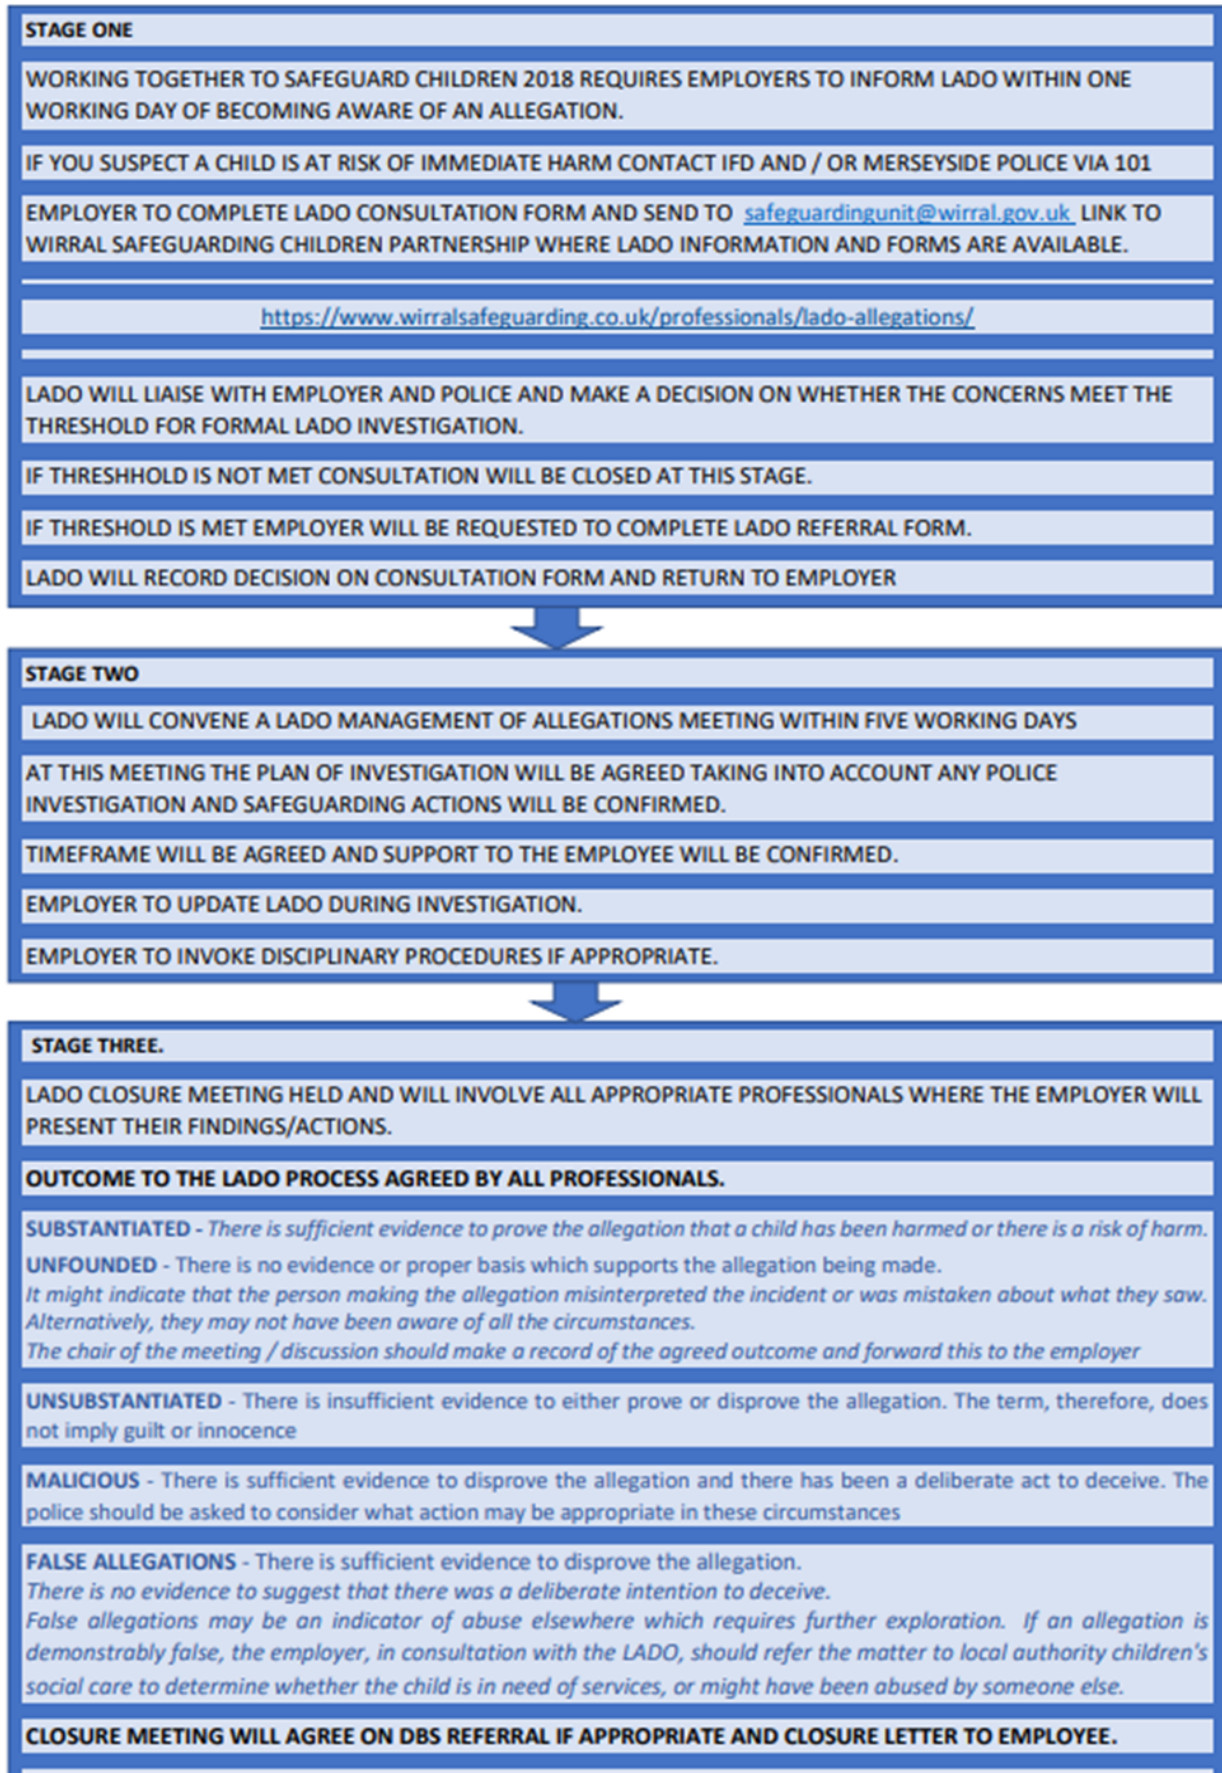 STAGE ONE
WORKING TOGETHER TO SAFEGUARD CHILDREN 2018 REQUIRES EMPLOYERS TO INFORM LADO WITHIN ONE
WORKING DAY OF BECOMING AWARE OF AN ALLEGATION.
IF YOU SUSPECT A CHILD IS AT RISK OF IMMEDIATE HARM CONTACT IFD AND / OR MERSEYSIDE POLICE VIA 101
EMPLOYER TO COMPLETE LADO CONSULTATION FORM AND SEND TO safeguardingunit@wirral.gov.uk LINK TO
WIRRAL SAFEGUARDING CHILDREN PARTNERSHIP WHERE LADO INFORMATION AND FORMS ARE AVAILABLE.
https://www.wirralsafeguarding.co.uk/professionals/lado-allegations/
LADO WILL LIAISE WITH EMPLOYER AND POLICE AND MAKE A DECISION ON WHETHER THE CONCERNS MEET THE
THRESHOLD FOR FORMAL LADO INVESTIGATION.
IF THRESHHOLD IS NOT MET CONSULTATION WILL BE CLOSED AT THIS STAGE.
IF THRESHOLD IS MET EMPLOYER WILL BE REQUESTED TO COMPLETE LADO REFERRAL FORM.
LADO WILL RECORD DECISION ON CONSULTATION FORM AND RETURN TO EMPLOYER
STAGE TWO
LADO WILL CONVENE A LADO MANAGEMENT OF ALLEGATIONS MEETING WITHIN FIVE WORKING DAYS
AT THIS MEETING THE PLAN OF INVESTIGATION WILL BE AGREED TAKING INTO ACCOUNT ANY POLICE
INVESTIGATION AND SAFEGUARDING ACTIONS WILL BE CONFIRMED.
TIMEFRAME WILL BE AGREED AND SUPPORT TO THE EMPLOYEE WILL BE CONFIRMED.
EMPLOYER TO UPDATE LADO DURING INVESTIGATION.
EMPLOYER TO INVOKE DISCIPLINARY PROCEDURES IF APPROPRIATE.
STAGE THREE.
LADO CLOSURE MEETING HELD AND WILL INVOLVE ALL APPROPRIATE PROFESSIONALS WHERE THE EMPLOYER WILL
PRESENT THEIR FINDINGS/ACTIONS.
OUTCOME TO THE LADO PROCESS AGREED BY ALL PROFESSIONALS.
SUBSTANTIATED - There is sufficient evidence to prove the allegation that a child has been harmed or there is a risk of harm.
UNFOUNDED - There is no evidence or proper basis which supports the allegation being made.
It might indicate that the person making the allegation misinterpreted the incident or was mistaken about what they saw.
Alternatively, they may not have been aware of all the circumstances.
The chair of the meeting / discussion should make a record of the agreed outcome and forward this to the employer
UNSUBSTANTIATED - There is insufficient evidence to either prove or disprove the allegation. The term, therefore, does
not imply guilt or innocence
MALICIOUS - There is sufficient evidence to disprove the allegation and there has been a deliberate act to deceive. The
police should be asked to consider what action may be appropriate in these circumstances
FALSE ALLEGATIONS - There is sufficient evidence to disprove the allegation.
There is no evidence to suggest that there was a deliberate intention to deceive.
False allegations may be an indicator of abuse elsewhere which requires further exploration. If an allegation is
demonstrably false, the employer, in consultation with the LADO, should refer the matter to local authority children's
social care to determine whether the child is in need of services, or might have been abused by someone else.
CLOSURE MEETING WILL AGREE ON DBS REFERRAL IF APPROPRIATE AND CLOSURE LETTER TO EMPLOYEE.